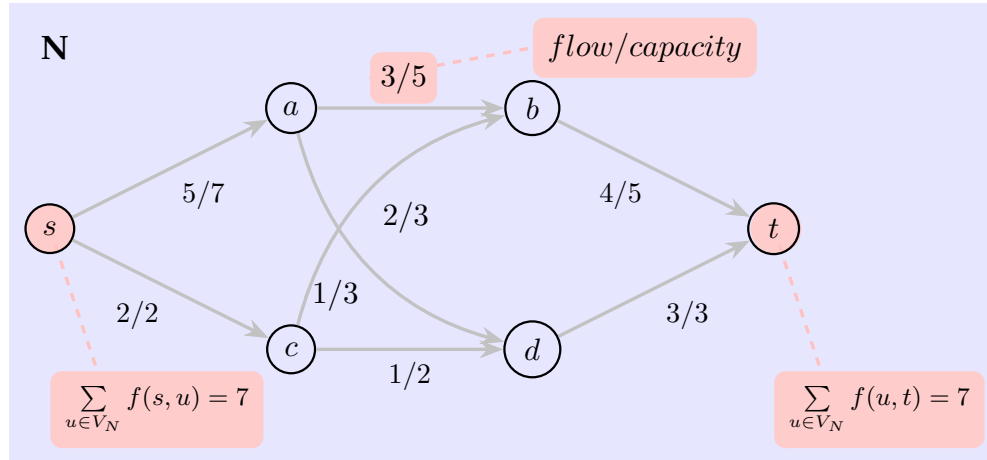 N
flow/capacity
3/5
a
b
5/7
2/3
4/5
s
t
2/2
1/3
3/3
c
d
1/2
∑ f(s, u) = 7
u∈V_N
∑ f(u, t) = 7
u∈V_N